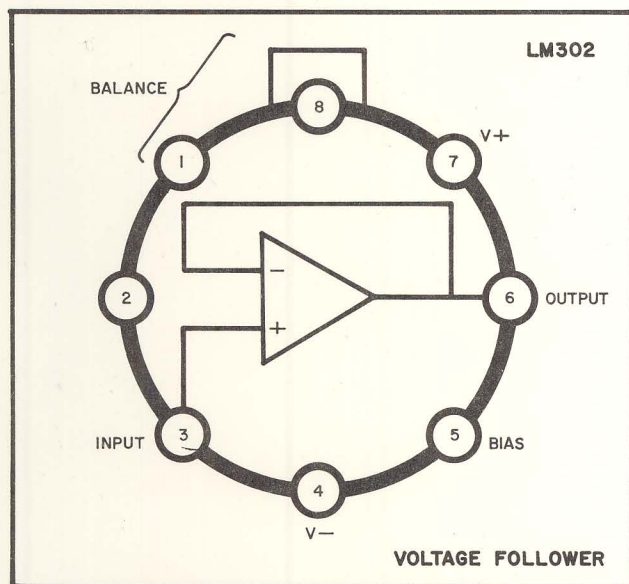 LM302
BALANCE
8
1
7
V+
2
−
+
6
OUTPUT
INPUT
3
5
BIAS
4
V−
VOLTAGE FOLLOWER